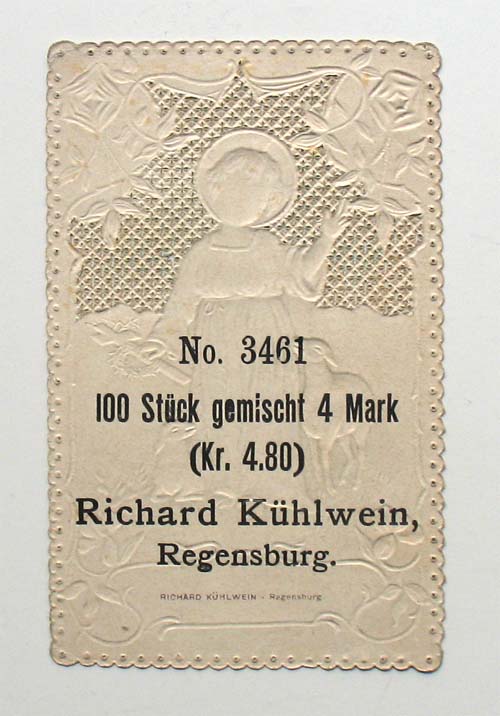 No. 3461
100 Stück gemischt 4 Mark
(Kr. 4.80)
Richard Kühlwein,
Regensburg.
RICHARD KÜHLWEIN - Regensburg